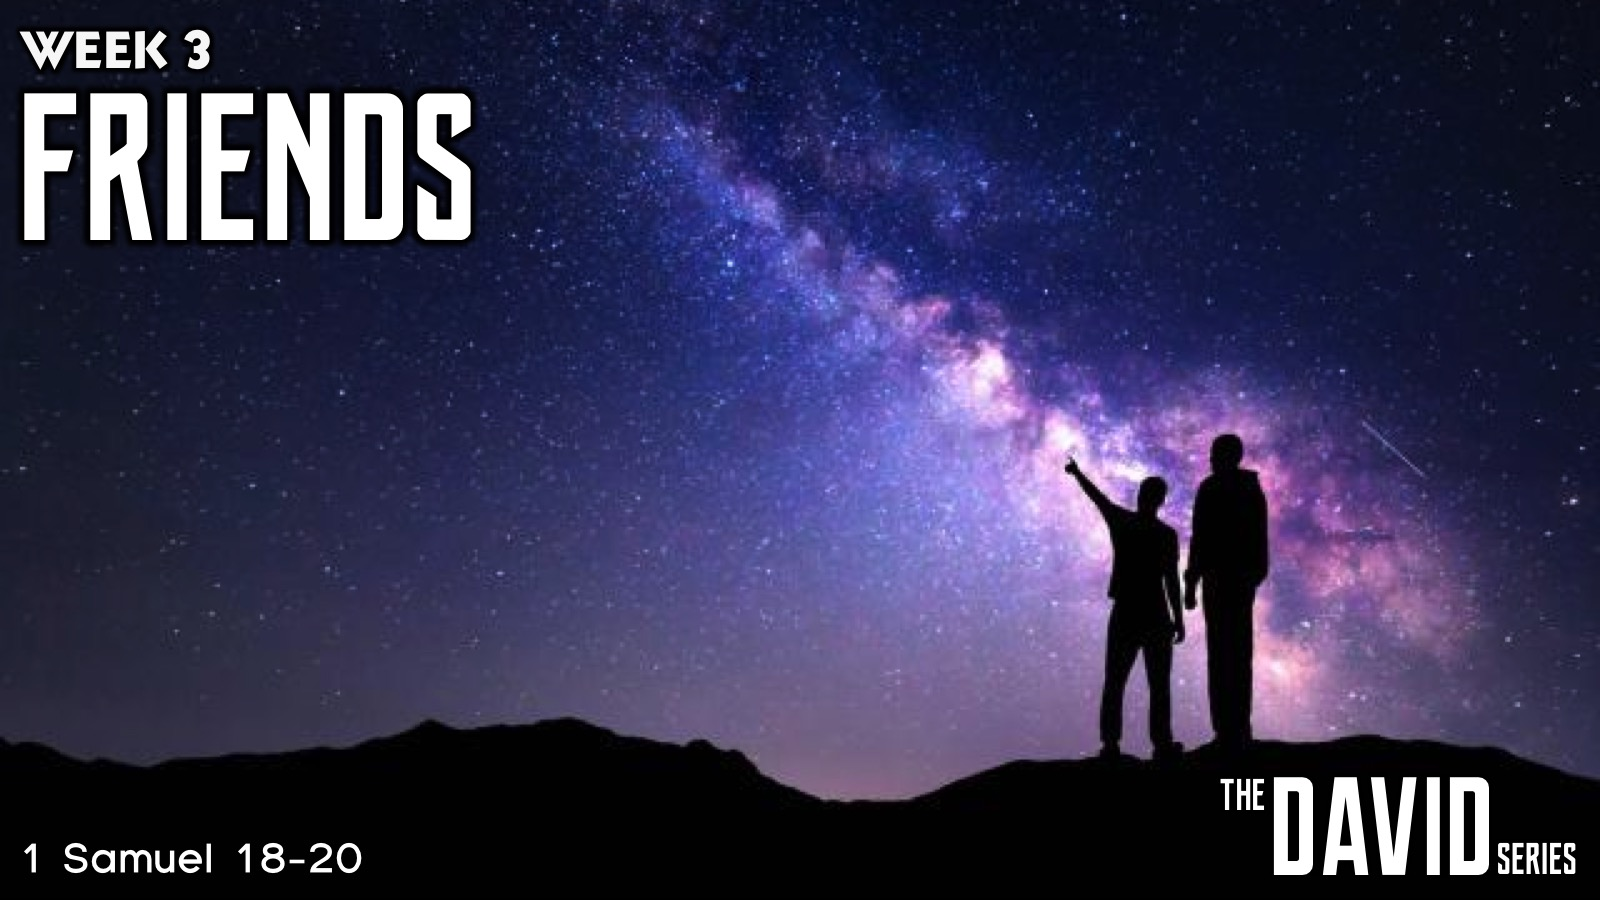 WEEK 3
FRIENDS
THE DAVID SERIES
1 Samuel 18-20